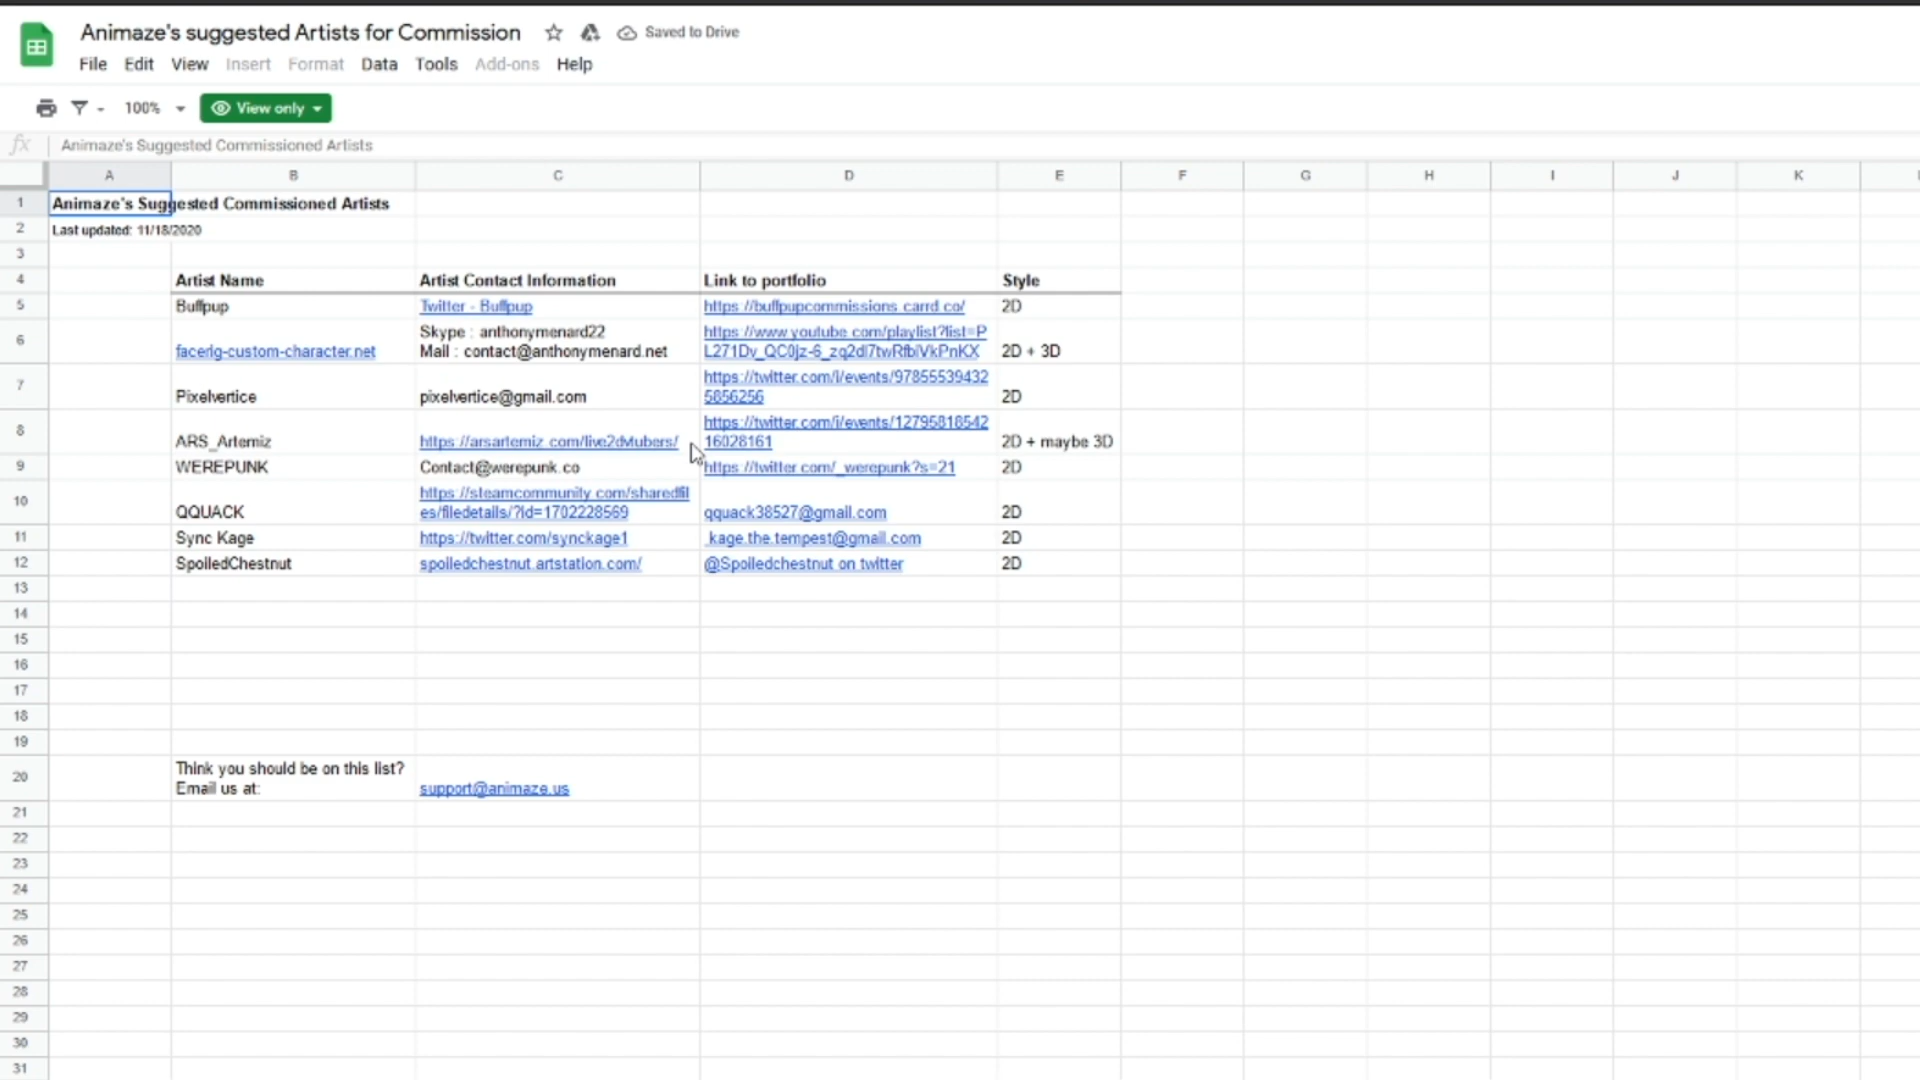 Animaze's suggested Artists for Commission
Saved to Drive
File Edit View Insert Format Data Tools Add-ons Help
100% View only
fx Animaze's Suggested Commissioned Artists
A B C D E F G H I J K
1 Animaze's Suggested Commissioned Artists
2 Last updated: 11/18/2020
3
4 Artist Name Artist Contact Information Link to portfolio Style
5 Buffpup Twitter - Buffpup https://buffpupcommissions.carrd.co/ 2D
6 facerig-custom-character.net
Skype : anthonymenard22
Mail : contact@anthonymenard.net
https://www.youtube.com/playlist?list=P
2D + 3D
7 Pixelvertice pixelvertice@gmail.com
https://twitter.com/i/events/97855539432
5856256
2D
8 ARS_Artemiz https://arsartemiz.com/live2dvtubers/
https://twitter.com/i/events/12795818542
16028161
2D + maybe 3D
9 WEREPUNK Contact@werepunk.co https://twitter.com/_werepunk?s=21 2D
10 QQUACK
https://steamcommunity.com/sharedfil
es/filedetails/?id=1702228569
qquack38527@gmail.com 2D
11 Sync Kage https://twitter.com/synckage1 kage.the.tempest@gmail.com 2D
12 SpoiledChestnut spoiledchestnut.artstation.com/ @Spoiledchestnut on twitter 2D
13
14
15
16
17
18
19
20 Think you should be on this list?
Email us at: support@animaze.us
21
22
23
24
25
26
27
28
29
30
31